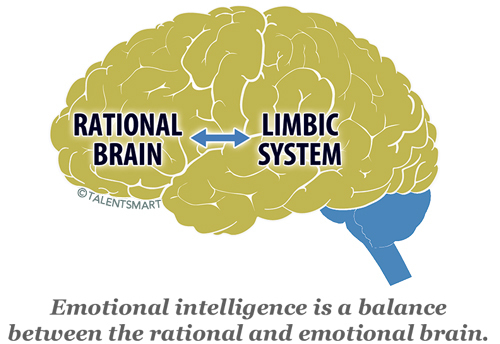 RATIONAL BRAIN
LIMBIC SYSTEM
©TALENTSMART
Emotional intelligence is a balance
between the rational and emotional brain.